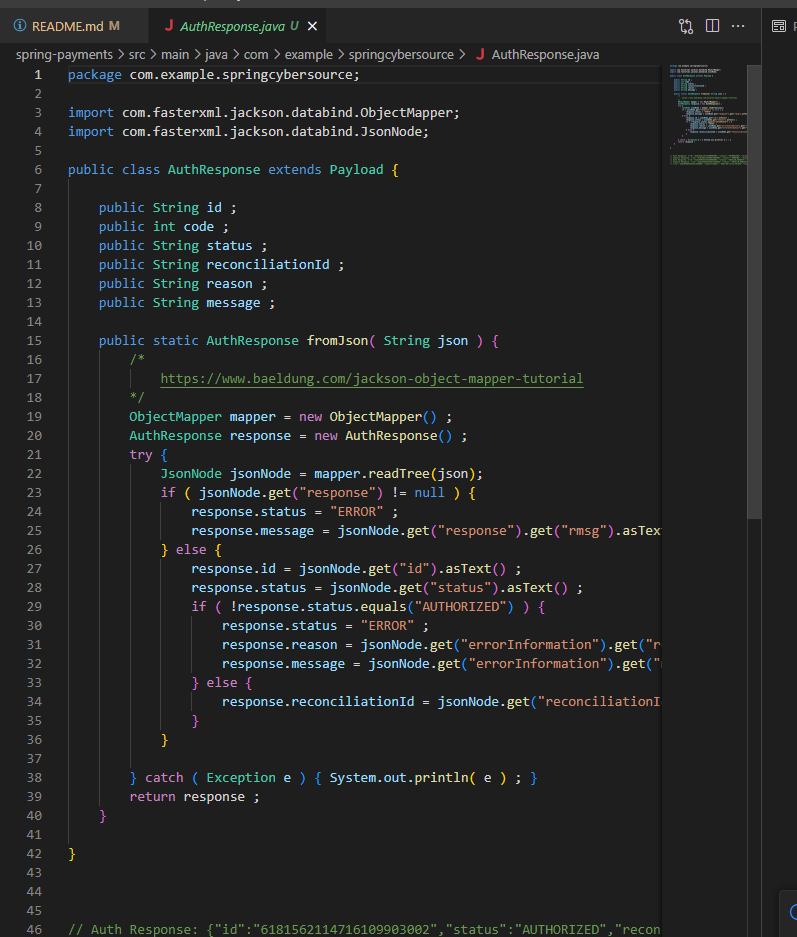 README.md M
J AuthResponse.java U
spring-payments > src > main > java > com > example > springcybersource > J AuthResponse.java
1 package com.example.springcybersource;
2
3 import com.fasterxml.jackson.databind.ObjectMapper;
4 import com.fasterxml.jackson.databind.JsonNode;
5
6 public class AuthResponse extends Payload {
7
8 public String id ;
9 public int code ;
10 public String status ;
11 public String reconciliationId ;
12 public String reason ;
13 public String message ;
14
15 public static AuthResponse fromJson( String json ) {
16 /*
17 https://www.baeldung.com/jackson-object-mapper-tutorial
18 */
19 ObjectMapper mapper = new ObjectMapper() ;
20 AuthResponse response = new AuthResponse() ;
21 try {
22 JsonNode jsonNode = mapper.readTree(json);
23 if ( jsonNode.get("response") != null ) {
24 response.status = "ERROR" ;
25 response.message = jsonNode.get("response").get("rmsg").asTex
26 } else {
27 response.id = jsonNode.get("id").asText() ;
28 response.status = jsonNode.get("status").asText() ;
29 if ( !response.status.equals("AUTHORIZED") ) {
30 response.status = "ERROR" ;
31 response.reason = jsonNode.get("errorInformation").get("r
32 response.message = jsonNode.get("errorInformation").get("
33 } else {
34 response.reconciliationId = jsonNode.get("reconciliationI
35 }
36 }
37
38 } catch ( Exception e ) { System.out.println( e ) ; }
39 return response ;
40 }
41
42 }
43
44
45
46 // Auth Response: {"id":"6181562114716109903002","status":"AUTHORIZED","recon